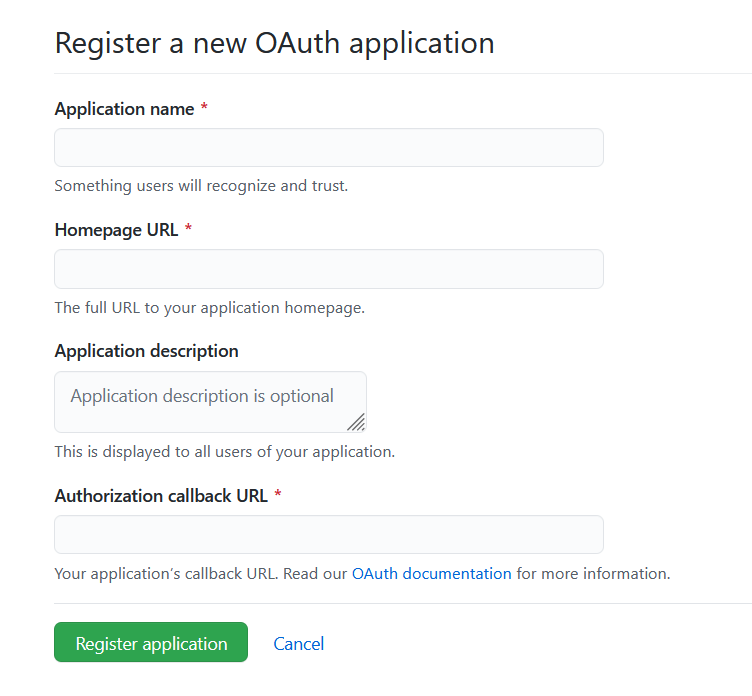 Register a new OAuth application
Application name *
Something users will recognize and trust.
Homepage URL *
The full URL to your application homepage.
Application description
Application description is optional
This is displayed to all users of your application.
Authorization callback URL *
Your application’s callback URL. Read our OAuth documentation for more information.
Register application Cancel